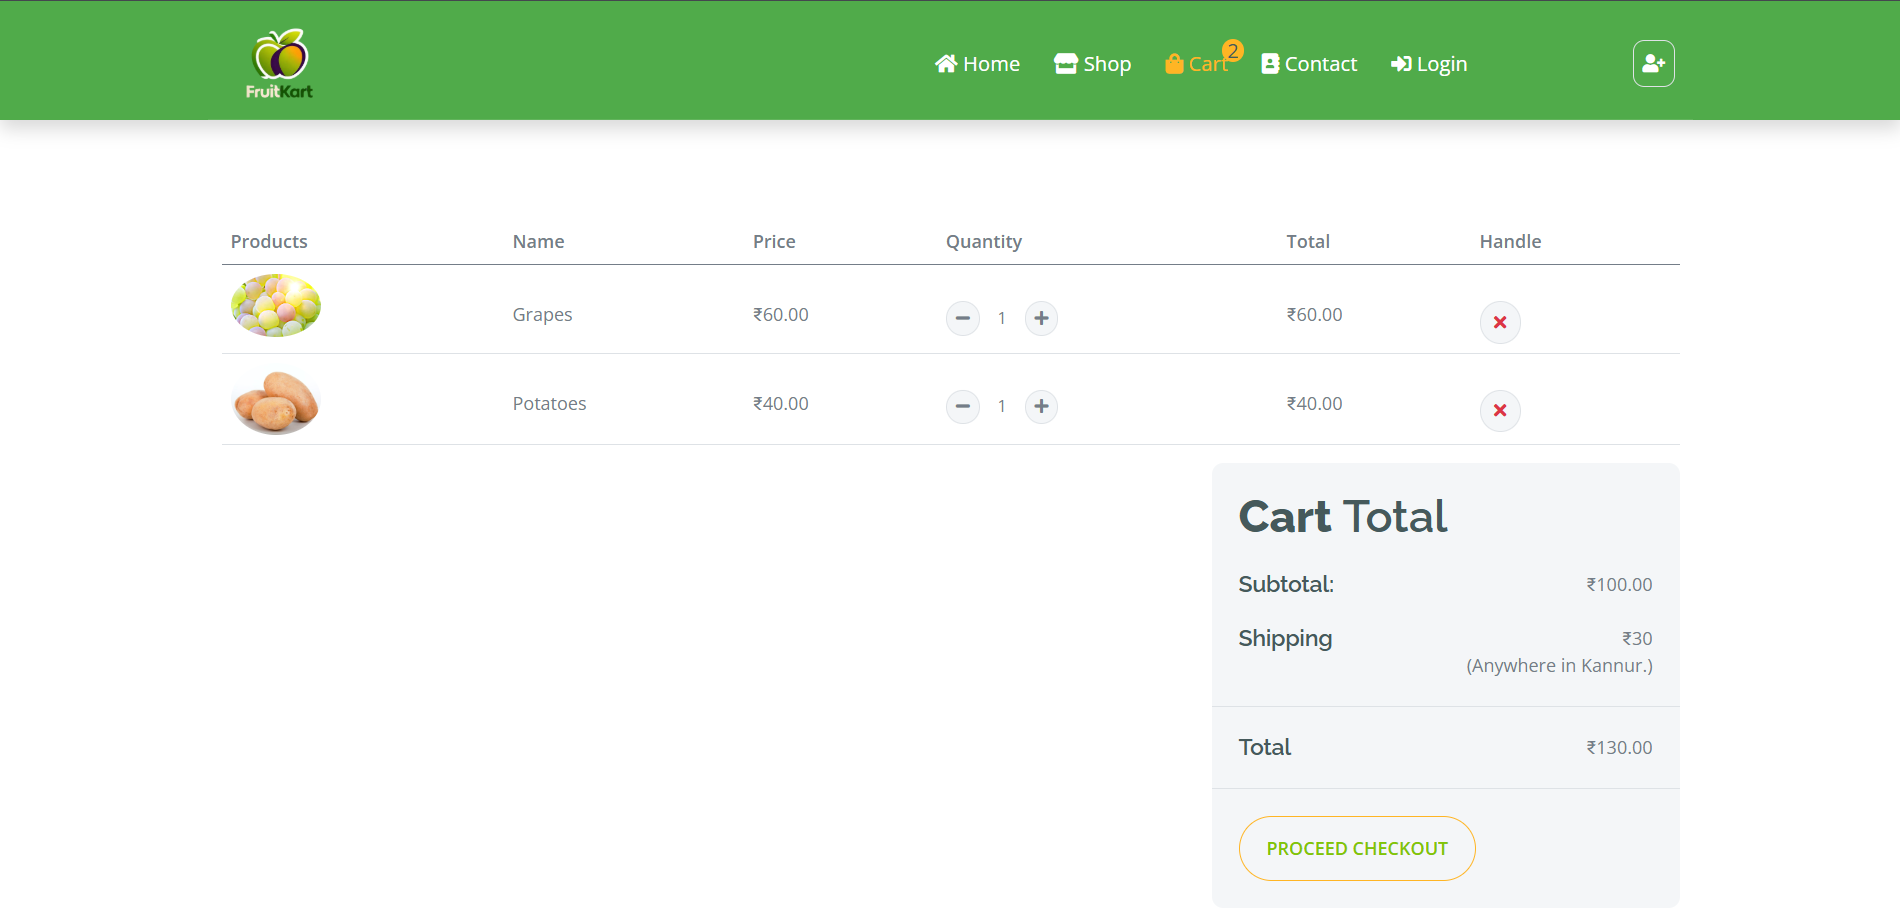 FruitKart
Home Shop Cart 2 Contact Login
Products Name Price Quantity Total Handle
Grapes ₹60.00 1 ₹60.00
Potatoes ₹40.00 1 ₹40.00
Cart Total
Subtotal: ₹100.00
Shipping ₹30
(Anywhere in Kannur.)
Total ₹130.00
PROCEED CHECKOUT